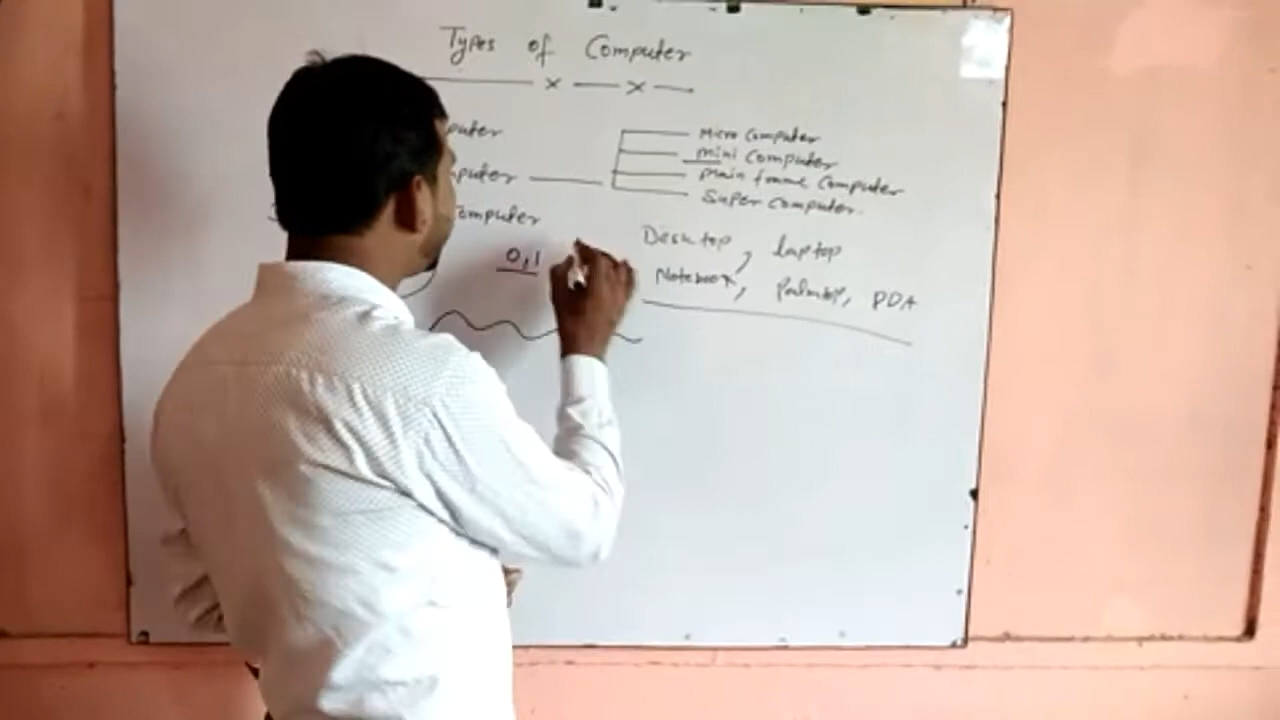 Types of Computer
puter
Micro Computer
mini Computer
mputer
Main frame Computer
Super Computer.
Computer
Desktop, laptop
0,1
Notebook, Palmtop, PDA